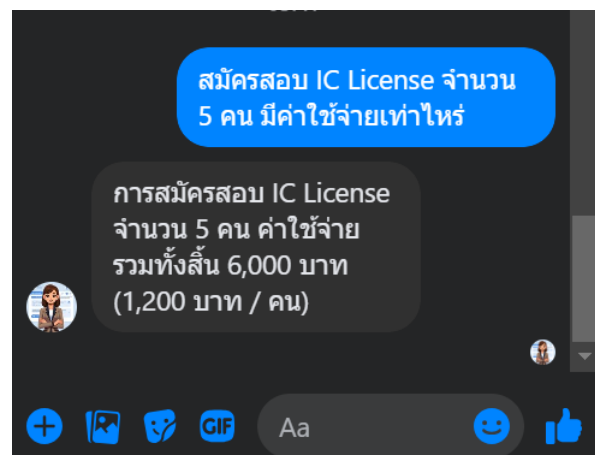 สมัครสอบ IC License จำนวน
5 คน มีค่าใช้จ่ายเท่าไหร่
การสมัครสอบ IC License
จำนวน 5 คน ค่าใช้จ่าย
รวมทั้งสิ้น 6,000 บาท
(1,200 บาท / คน)
GIF
Aa